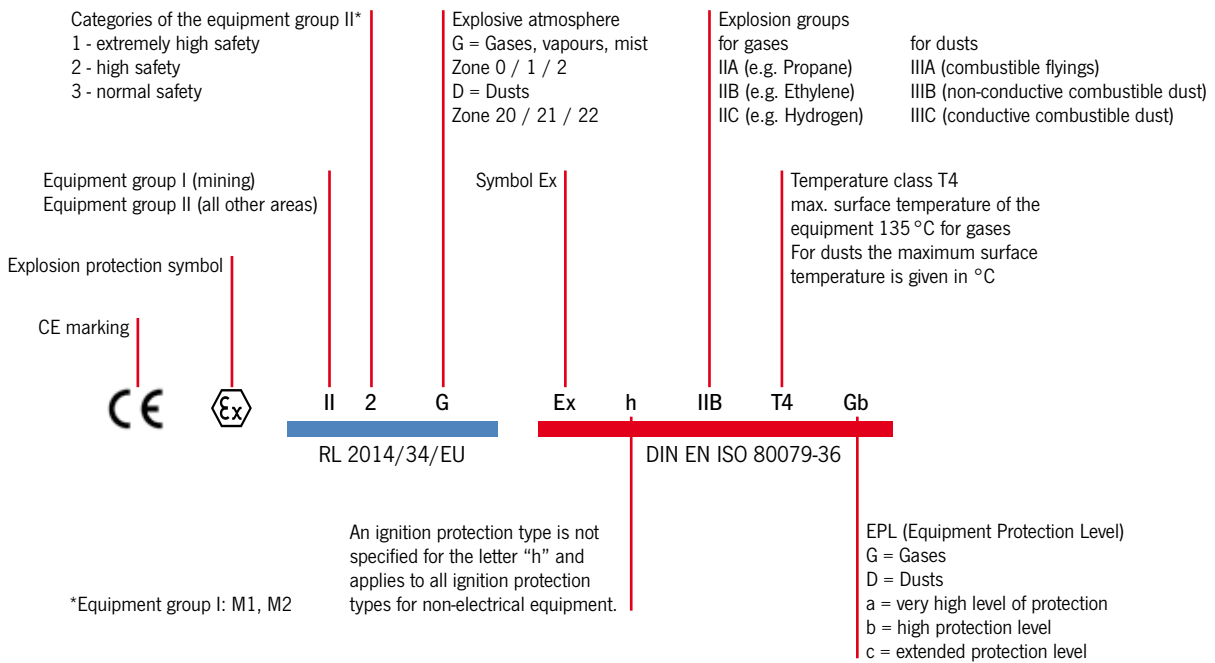 Categories of the equipment group II*
1 - extremely high safety
2 - high safety
3 - normal safety
Explosive atmosphere
G = Gases, vapours, mist
Zone 0 / 1 / 2
D = Dusts
Zone 20 / 21 / 22
Explosion groups
for gases
IIA (e.g. Propane)
IIB (e.g. Ethylene)
IIC (e.g. Hydrogen)
for dusts
IIIA (combustible flyings)
IIIB (non-conductive combustible dust)
IIIC (conductive combustible dust)
Equipment group I (mining)
Equipment group II (all other areas)
Symbol Ex
Temperature class T4
max. surface temperature of the
equipment 135 °C for gases
For dusts the maximum surface
temperature is given in °C
Explosion protection symbol
CE marking
CE Ex II 2 G Ex h IIB T4 Gb
RL 2014/34/EU
DIN EN ISO 80079-36
An ignition protection type is not
specified for the letter “h” and
applies to all ignition protection
types for non-electrical equipment.
EPL (Equipment Protection Level)
G = Gases
D = Dusts
a = very high level of protection
b = high protection level
c = extended protection level
*Equipment group I: M1, M2